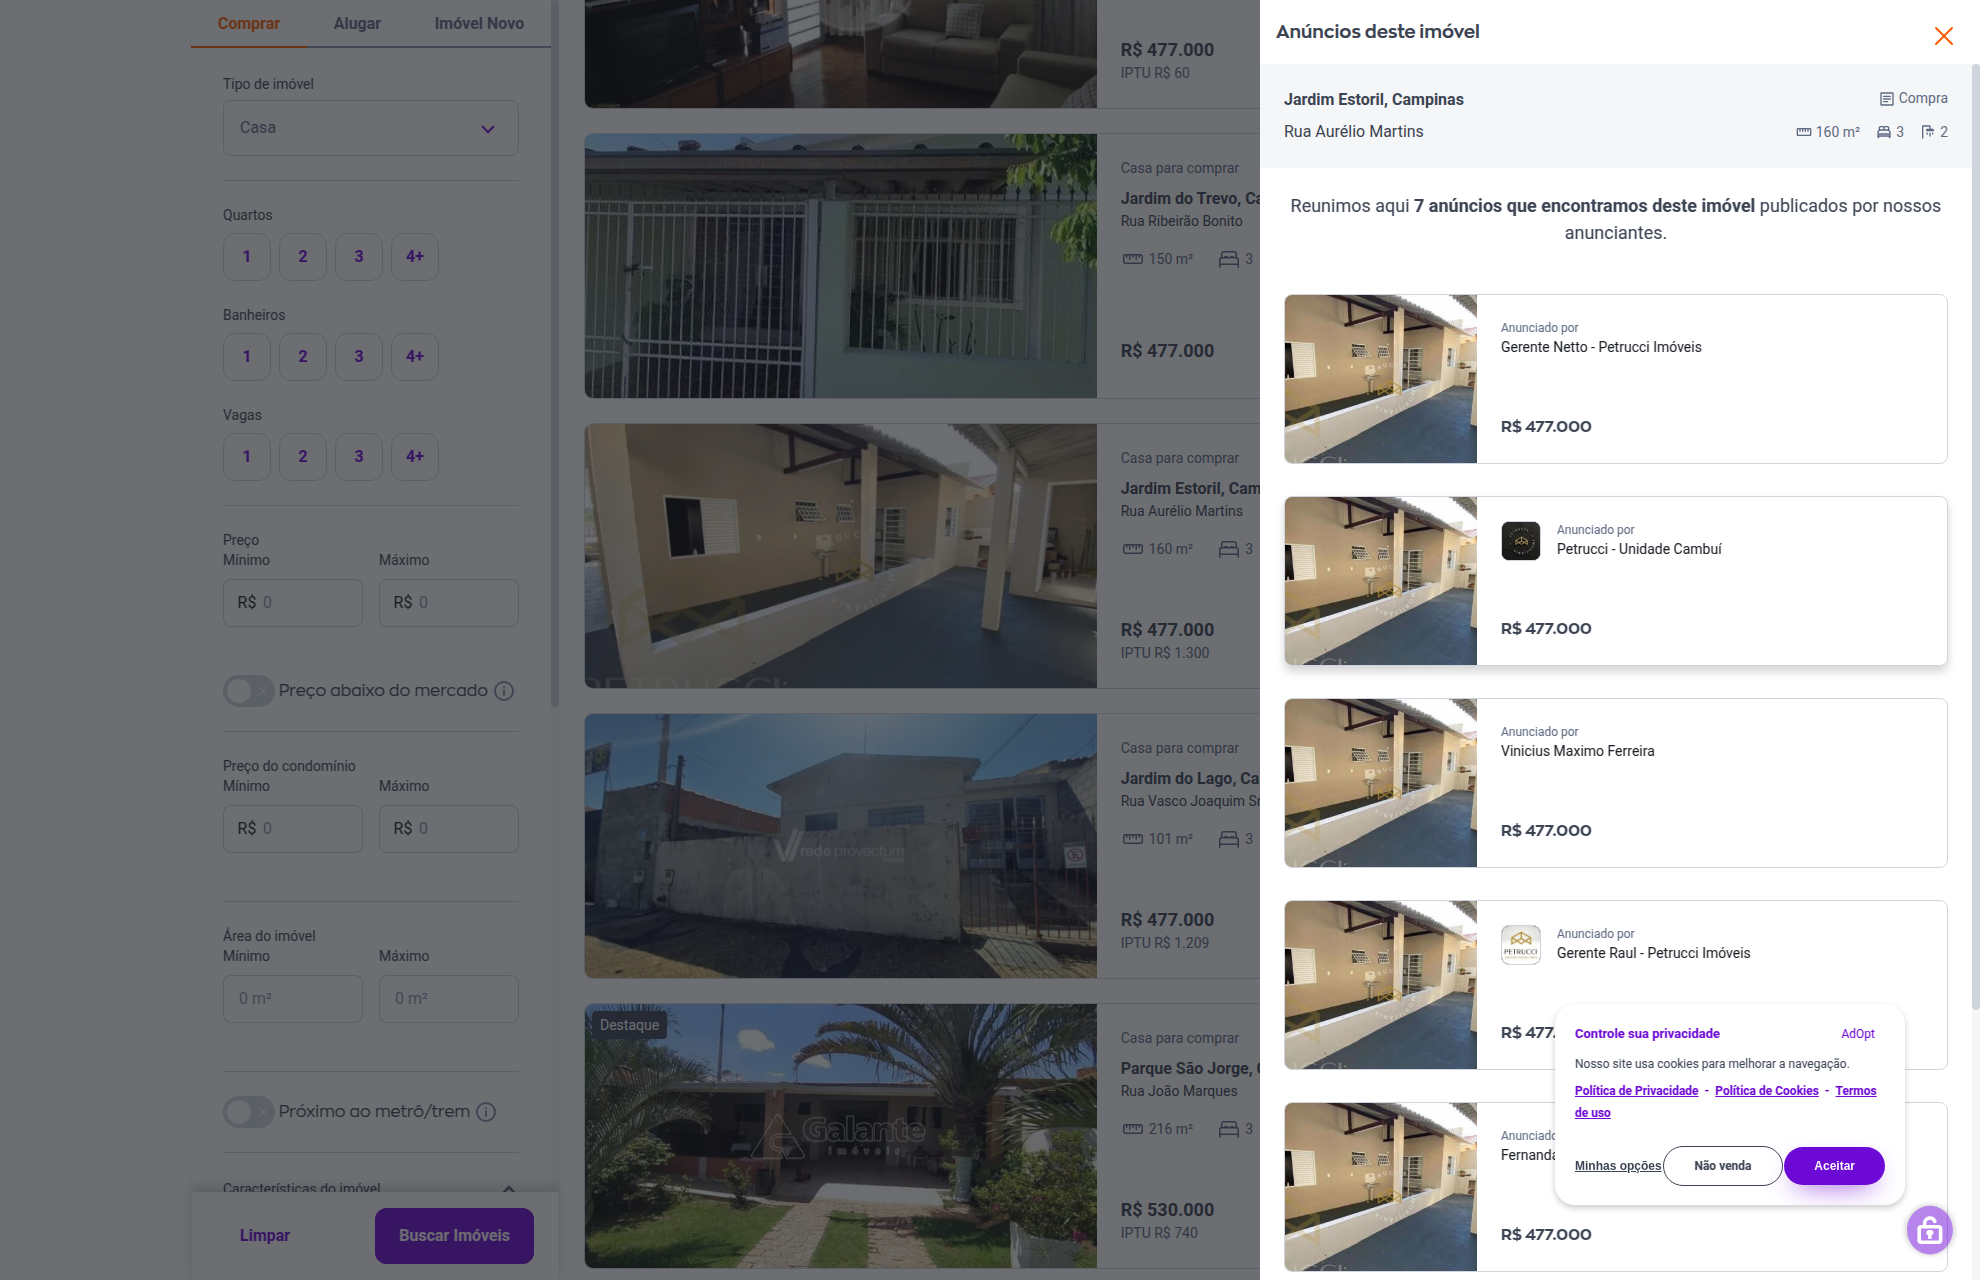 Comprar
Alugar
Imóvel Novo
Tipo de imóvel
Casa
Quartos
1
2
3
4+
Banheiros
1
2
3
4+
Vagas
1
2
3
4+
Preço
Mínimo
Máximo
R$ 0
R$ 0
Preço abaixo do mercado
Preço do condomínio
Mínimo
Máximo
R$ 0
R$ 0
Área do imóvel
Mínimo
Máximo
0 m²
0 m²
Próximo ao metrô/trem
Características do imóvel
Limpar
Buscar Imóveis
R$ 477.000
IPTU R$ 60
Casa para comprar
Jardim do Trevo, Ca
Rua Ribeirão Bonito
150 m²
3
R$ 477.000
Casa para comprar
Jardim Estoril, Cam
Rua Aurélio Martins
160 m²
3
R$ 477.000
IPTU R$ 1.300
rede provectum
Casa para comprar
Jardim do Lago, Ca
Rua Vasco Joaquim Sm
101 m²
3
R$ 477.000
IPTU R$ 1.209
Destaque
Galante
imóveis
Casa para comprar
Parque São Jorge, C
Rua João Marques
216 m²
3
R$ 530.000
IPTU R$ 740
Anúncios deste imóvel
Jardim Estoril, Campinas
Compra
Rua Aurélio Martins
160 m²
3
2
Reunimos aqui 7 anúncios que encontramos deste imóvel publicados por nossos
anunciantes.
Anunciado por
Gerente Netto - Petrucci Imóveis
R$ 477.000
Anunciado por
Petrucci - Unidade Cambuí
R$ 477.000
Anunciado por
Vinicius Maximo Ferreira
R$ 477.000
PETRUCCI
Anunciado por
Gerente Raul - Petrucci Imóveis
R$ 477.
Anunciado
Fernanda
R$ 477.000
Controle sua privacidade
AdOpt
Nosso site usa cookies para melhorar a navegação.
Política de Privacidade - Política de Cookies - Termos
de uso
Minhas opções
Não venda
Aceitar